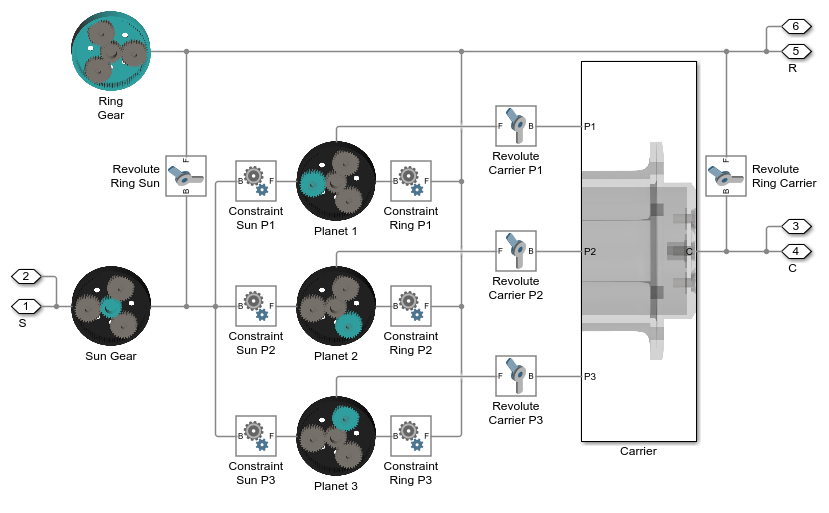 6
5
R
Ring
Gear
F
B
Revolute
Ring Sun
F
B
Revolute
Carrier P1
P1
F
B
Revolute
Ring Carrier
B
F
Constraint
Sun P1
Planet 1
B
F
Constraint
Ring P1
3
4
C
F
B
Revolute
Carrier P2
P2
C
2
1
S
Sun Gear
B
F
Constraint
Sun P2
Planet 2
B
F
Constraint
Ring P2
F
B
Revolute
Carrier P3
P3
Carrier
B
F
Constraint
Sun P3
Planet 3
B
F
Constraint
Ring P3